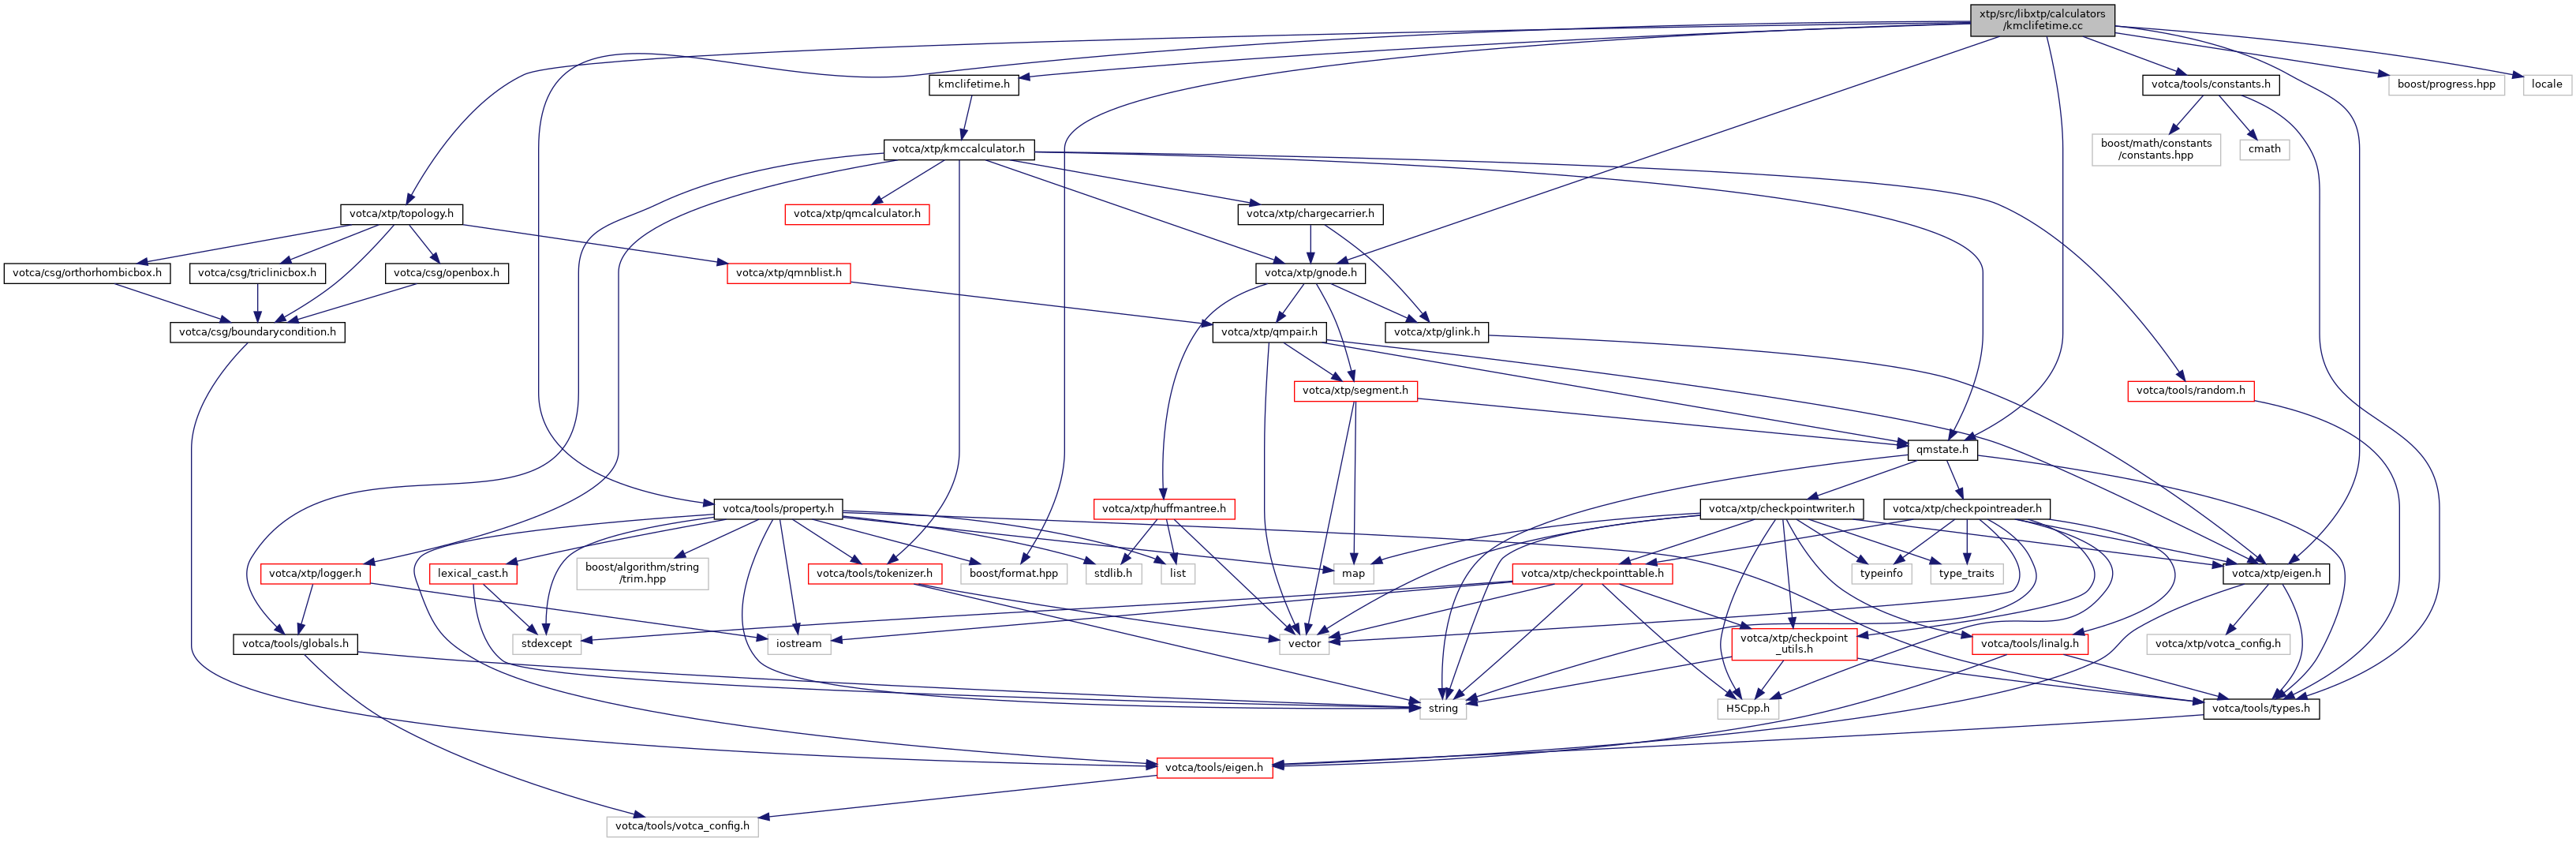 xtp/src/libxtp/calculators
/kmclifetime.cc
kmclifetime.h
votca/tools/constants.h
boost/progress.hpp
locale
votca/xtp/kmccalculator.h
boost/math/constants
/constants.hpp
cmath
votca/xtp/topology.h
votca/xtp/qmcalculator.h
votca/xtp/chargecarrier.h
votca/csg/orthorhombicbox.h
votca/csg/triclinicbox.h
votca/csg/openbox.h
votca/xtp/qmnblist.h
votca/xtp/gnode.h
votca/csg/boundarycondition.h
votca/xtp/qmpair.h
votca/xtp/glink.h
votca/xtp/segment.h
votca/tools/random.h
qmstate.h
votca/tools/property.h
votca/xtp/huffmantree.h
votca/xtp/checkpointwriter.h
votca/xtp/checkpointreader.h
votca/xtp/logger.h
lexical_cast.h
boost/algorithm/string
/trim.hpp
votca/tools/tokenizer.h
boost/format.hpp
stdlib.h
list
map
votca/xtp/checkpointtable.h
typeinfo
type_traits
votca/xtp/eigen.h
votca/tools/globals.h
stdexcept
iostream
vector
votca/xtp/checkpoint
_utils.h
votca/tools/linalg.h
votca/xtp/votca_config.h
string
H5Cpp.h
votca/tools/types.h
votca/tools/eigen.h
votca/tools/votca_config.h